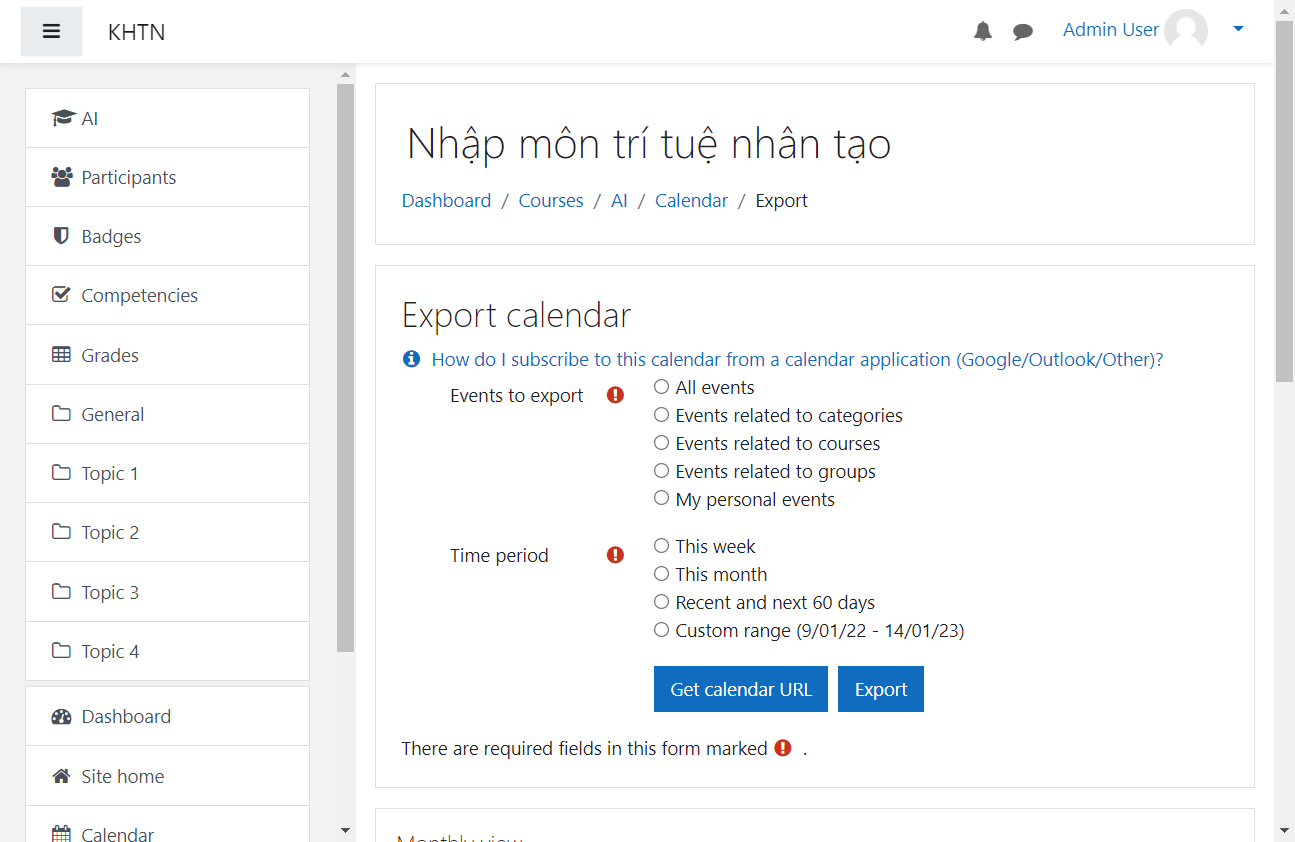 KHTN
Admin User
AI
Participants
Badges
Competencies
Grades
General
Topic 1
Topic 2
Topic 3
Topic 4
Dashboard
Site home
Calendar
Nhập môn trí tuệ nhân tạo
Dashboard / Courses / AI / Calendar / Export
Export calendar
How do I subscribe to this calendar from a calendar application (Google/Outlook/Other)?
Events to export
All events
Events related to categories
Events related to courses
Events related to groups
My personal events
Time period
This week
This month
Recent and next 60 days
Custom range (9/01/22 - 14/01/23)
Get calendar URL
Export
There are required fields in this form marked .
Monthly view